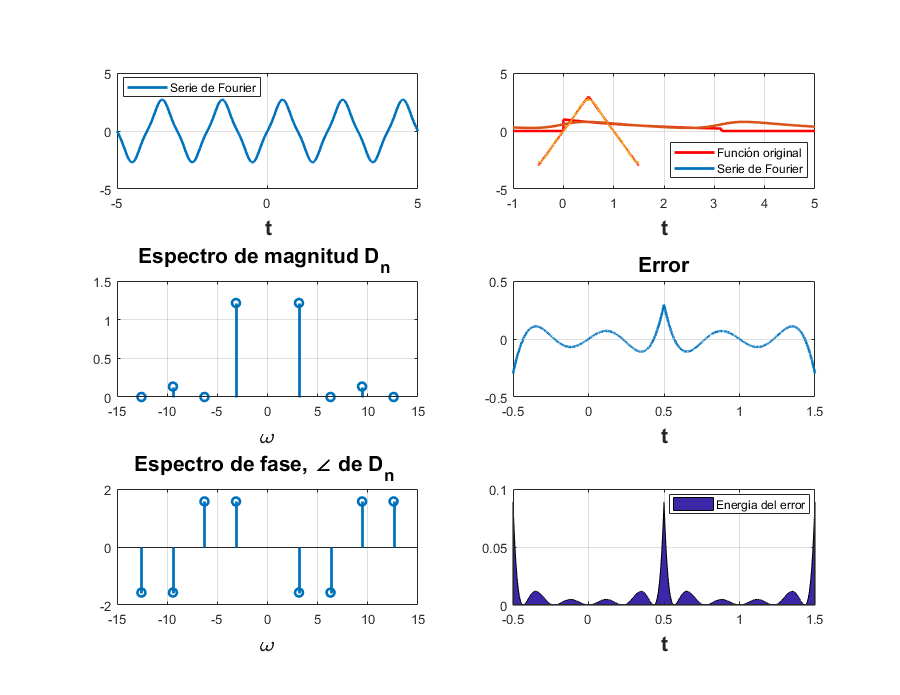 5
0
-5
Serie de Fourier
-5 0 5
t
5
0
-5
Función original
Serie de Fourier
-1 0 1 2 3 4 5
t
Espectro de magnitud Dn
1.5
1
0.5
0
-15 -10 -5 0 5 10 15
ω
Error
0.5
0
-0.5
-0.5 0 0.5 1 1.5
t
Espectro de fase, ∠ de Dn
2
0
-2
-15 -10 -5 0 5 10 15
ω
0.1
0.05
0
Energia del error
-0.5 0 0.5 1 1.5
t